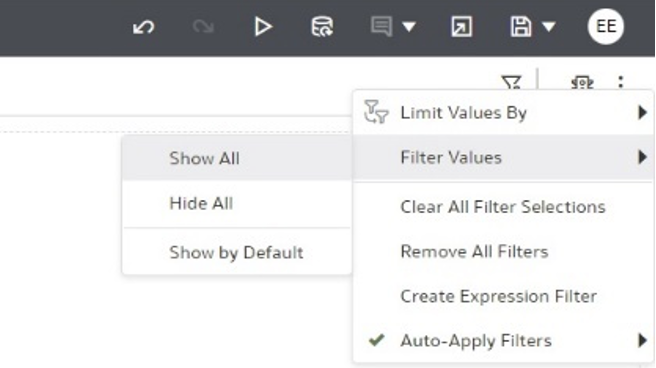 EE
Limit Values By
Filter Values
Clear All Filter Selections
Remove All Filters
Create Expression Filter
Auto-Apply Filters
Show All
Hide All
Show by Default